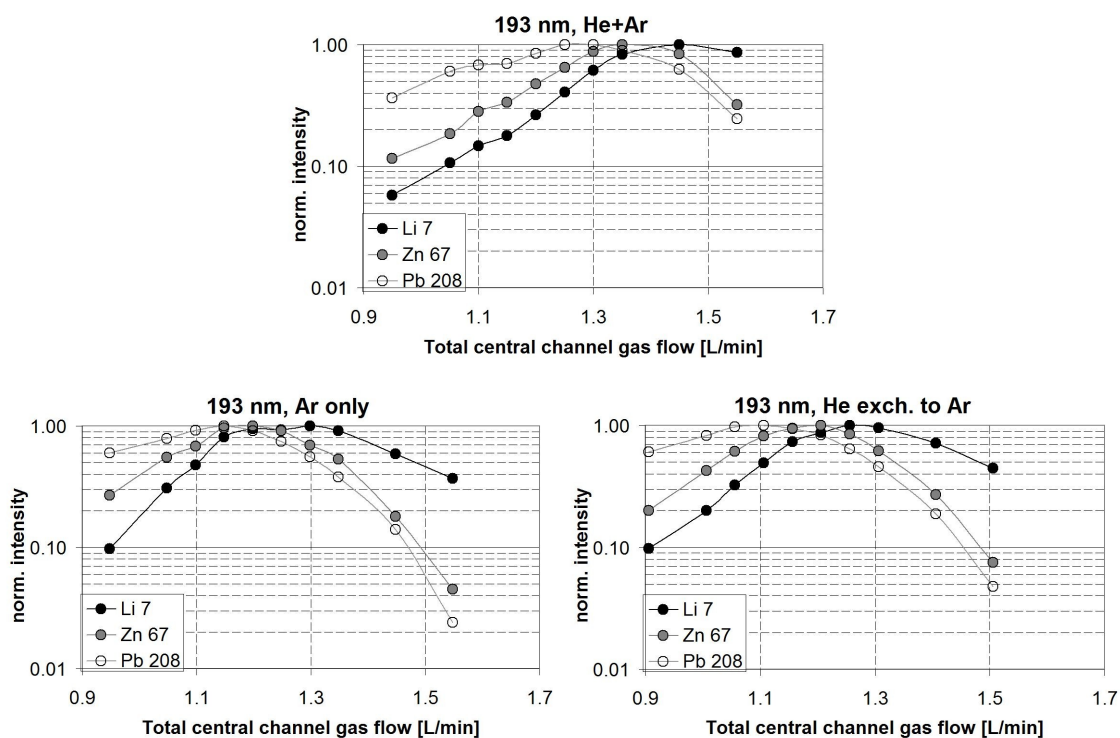 193 nm, He+Ar
1.00
0.10
0.01
norm. intensity
Li 7
Zn 67
Pb 208
0.9 1.1 1.3 1.5 1.7
Total central channel gas flow [L/min]
193 nm, Ar only
1.00
0.10
0.01
norm. intensity
Li 7
Zn 67
Pb 208
0.9 1.1 1.3 1.5 1.7
Total central channel gas flow [L/min]
193 nm, He exch. to Ar
1.00
0.10
0.01
norm. intensity
Li 7
Zn 67
Pb 208
0.9 1.1 1.3 1.5 1.7
Total central channel gas flow [L/min]